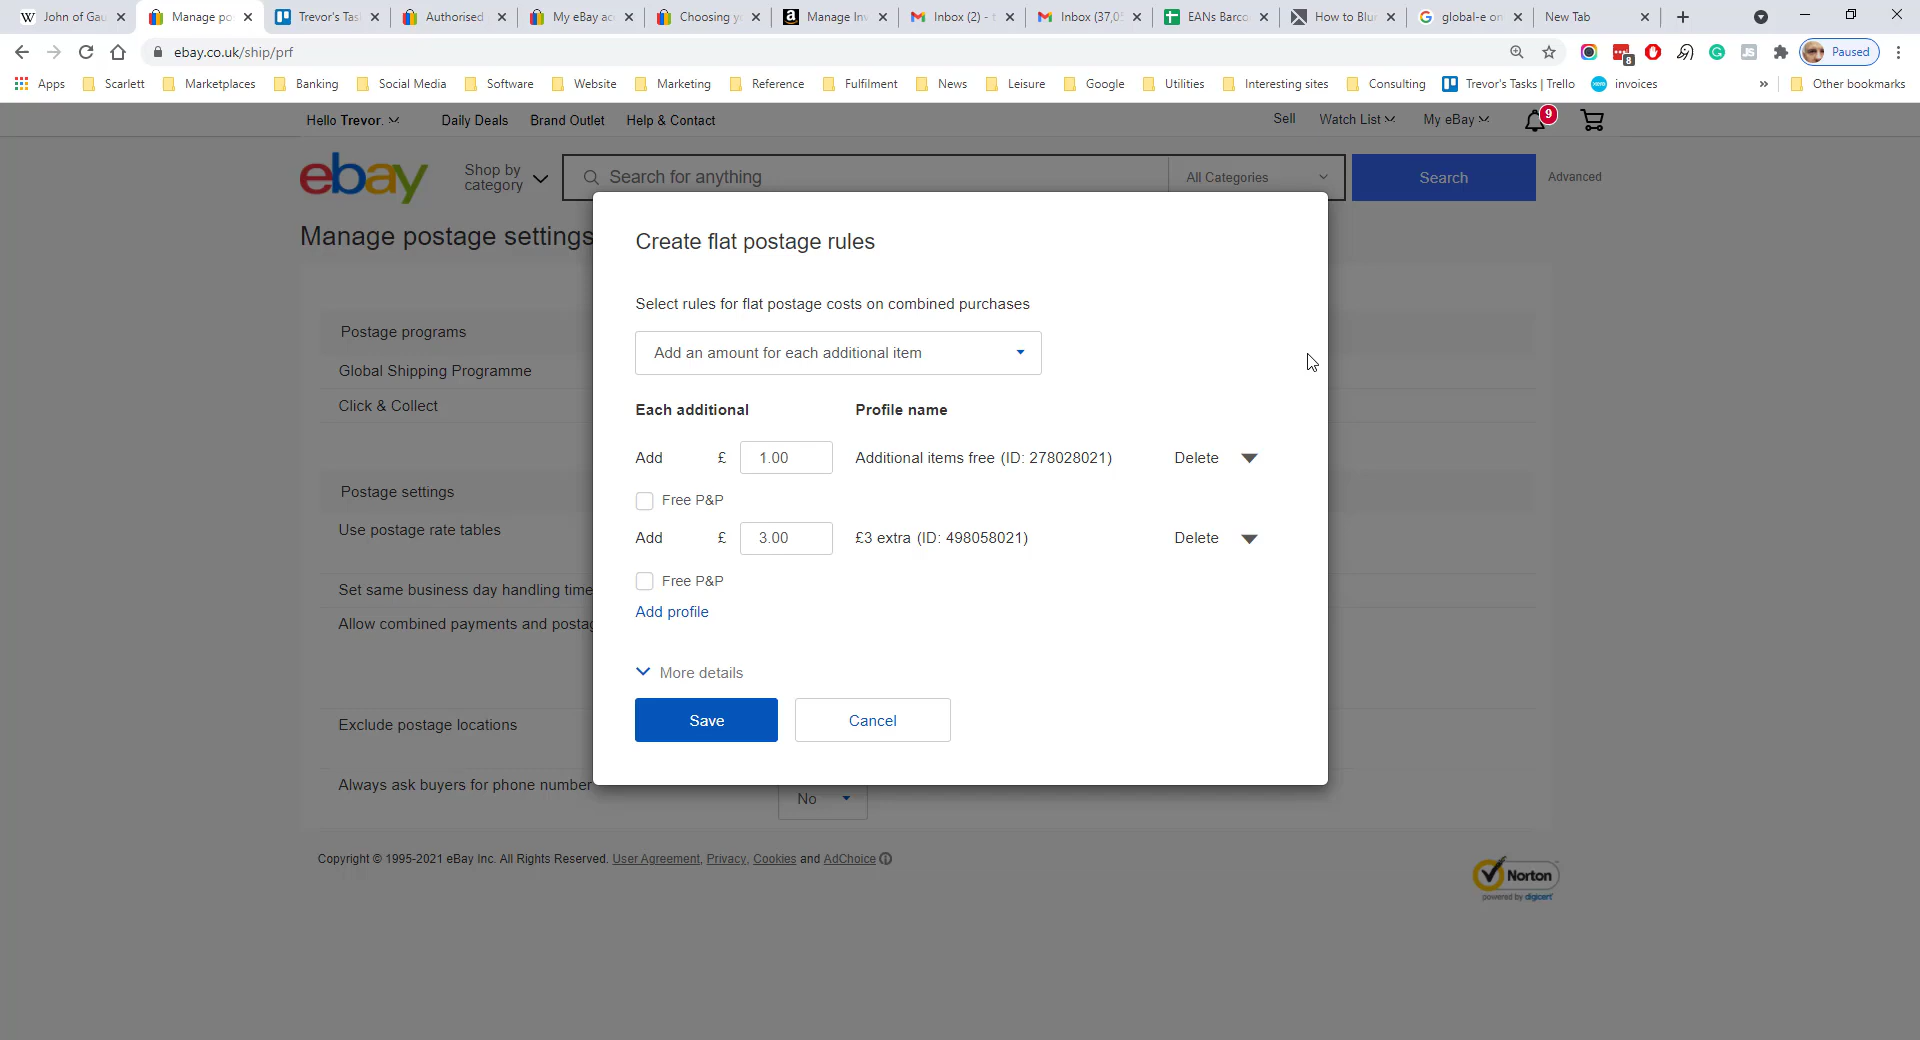 John of Gau
Manage po
Trevor's Tas
Authorised
My eBay ac
Choosing y
Manage Inv
Inbox (2) - t
Inbox (37,0
EANs Barco
How to Blu
global-e on
New Tab
ebay.co.uk/ship/prf
8
Paused
Apps
Scarlett
Marketplaces
Banking
Social Media
Software
Website
Marketing
Reference
Fulfilment
News
Leisure
Google
Utilities
Interesting sites
Consulting
Trevor's Tasks | Trello
invoices
Other bookmarks
Hello Trevor.
Daily Deals
Brand Outlet
Help & Contact
Sell
Watch List
My eBay
9
ebay
Shop by
category
Search for anything
All Categories
Search
Advanced
Manage postage settings
Create flat postage rules
Select rules for flat postage costs on combined purchases
Postage programs
Add an amount for each additional item
Global Shipping Programme
Click & Collect
Each additional
Profile name
Add £ 1.00 Additional items free (ID: 278028021) Delete
Postage settings
Free P&P
Use postage rate tables
Add £ 3.00 £3 extra (ID: 498058021) Delete
Free P&P
Set same business day handling time
Add profile
Allow combined payments and posta
More details
Save
Cancel
Exclude postage locations
Always ask buyers for phone number
No
Copyright © 1995-2021 eBay Inc. All Rights Reserved. User Agreement, Privacy, Cookies and AdChoice
Norton
powered by digicert